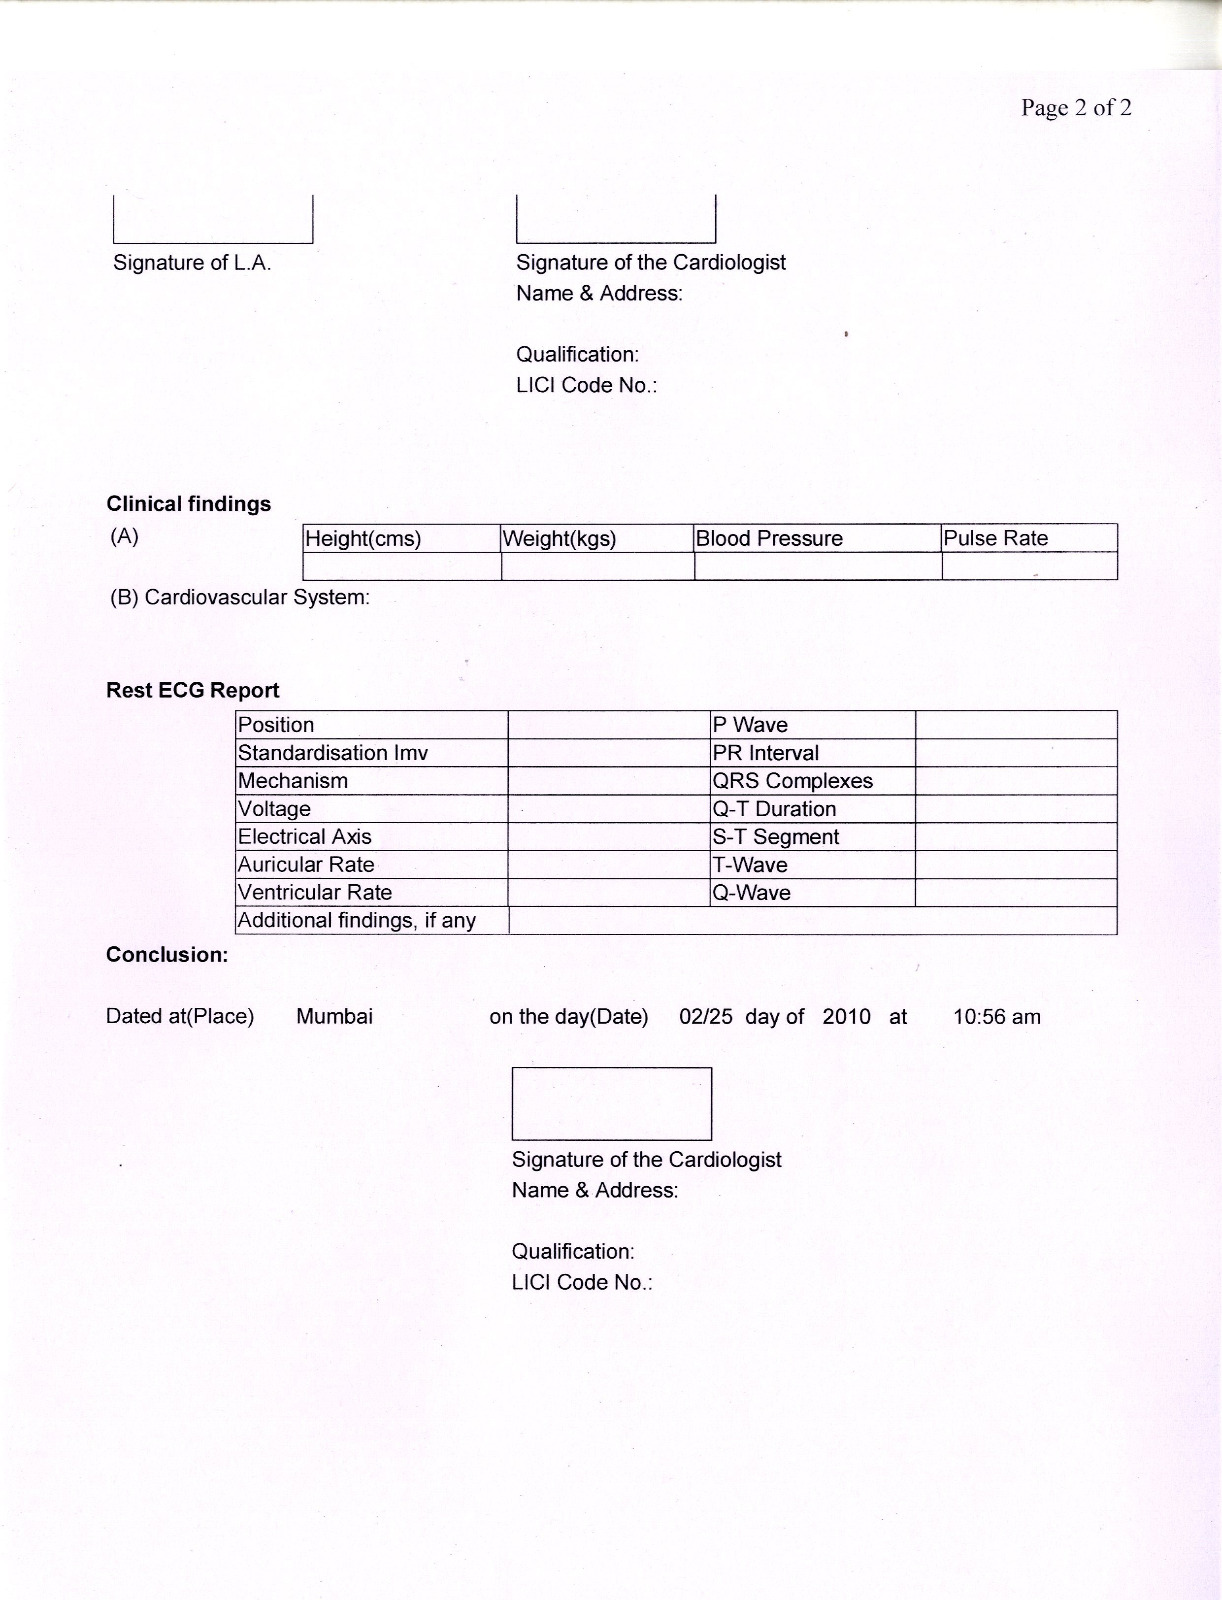 Page 2 of 2
Signature of L.A. Signature of the Cardiologist
Name & Address:
Qualification:
LICI Code No.:
Clinical findings
(A) Height(cms) Weight(kgs) Blood Pressure Pulse Rate
(B) Cardiovascular System:
Rest ECG Report
Position P Wave
Standardisation Imv PR Interval
Mechanism QRS Complexes
Voltage Q-T Duration
Electrical Axis S-T Segment
Auricular Rate T-Wave
Ventricular Rate Q-Wave
Additional findings, if any
Conclusion:
Dated at(Place) Mumbai on the day(Date) 02/25 day of 2010 at 10:56 am
Signature of the Cardiologist
Name & Address:
Qualification:
LICI Code No.: